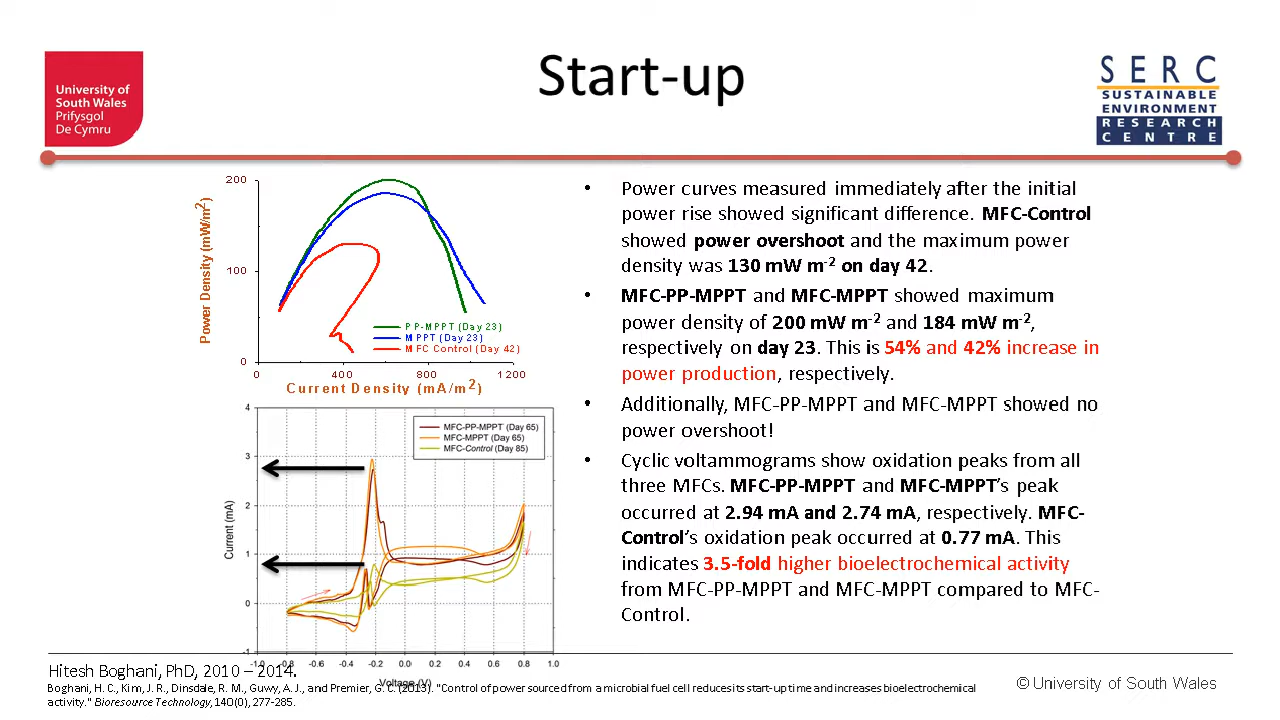 Start-up
University of
South Wales
Prifysgol
De Cymru
SERC
SUSTAINABLE
ENVIRONMENT
RESEARCH
CENTRE
200
100
0
Power Density (mW/m2)
PP-MPPT (Day 23)
MPPT (Day 23)
MFC Control (Day 42)
0 400 800 1200
Current Density (mA/m2)
4
3
2
1
0
-1
Current (mA)
MFC-PP-MPPT (Day 65)
MFC-MPPT (Day 65)
MFC-Control (Day 85)
-1.0 -0.8 -0.6 -0.4 -0.2 0.0 0.2 0.4 0.6 0.8 1.0
Voltage (V)
• Power curves measured immediately after the initial
power rise showed significant difference. MFC-Control
showed power overshoot and the maximum power
density was 130 mW m-2 on day 42.
• MFC-PP-MPPT and MFC-MPPT showed maximum
power density of 200 mW m-2 and 184 mW m-2,
respectively on day 23. This is 54% and 42% increase in
power production, respectively.
• Additionally, MFC-PP-MPPT and MFC-MPPT showed no
power overshoot!
• Cyclic voltammograms show oxidation peaks from all
three MFCs. MFC-PP-MPPT and MFC-MPPT's peak
occurred at 2.94 mA and 2.74 mA, respectively. MFC-
Control's oxidation peak occurred at 0.77 mA. This
indicates 3.5-fold higher bioelectrochemical activity
from MFC-PP-MPPT and MFC-MPPT compared to MFC-
Control.
Hitesh Boghani, PhD, 2010 – 2014.
Boghani, H. C., Kim, J. R., Dinsdale, R. M., Guwy, A. J., and Premier, G. C. (2013). "Control of power sourced from a microbial fuel cell reduces its start-up time and increases bioelectrochemical
activity." Bioresource Technology, 140(0), 277-285.
© University of South Wales